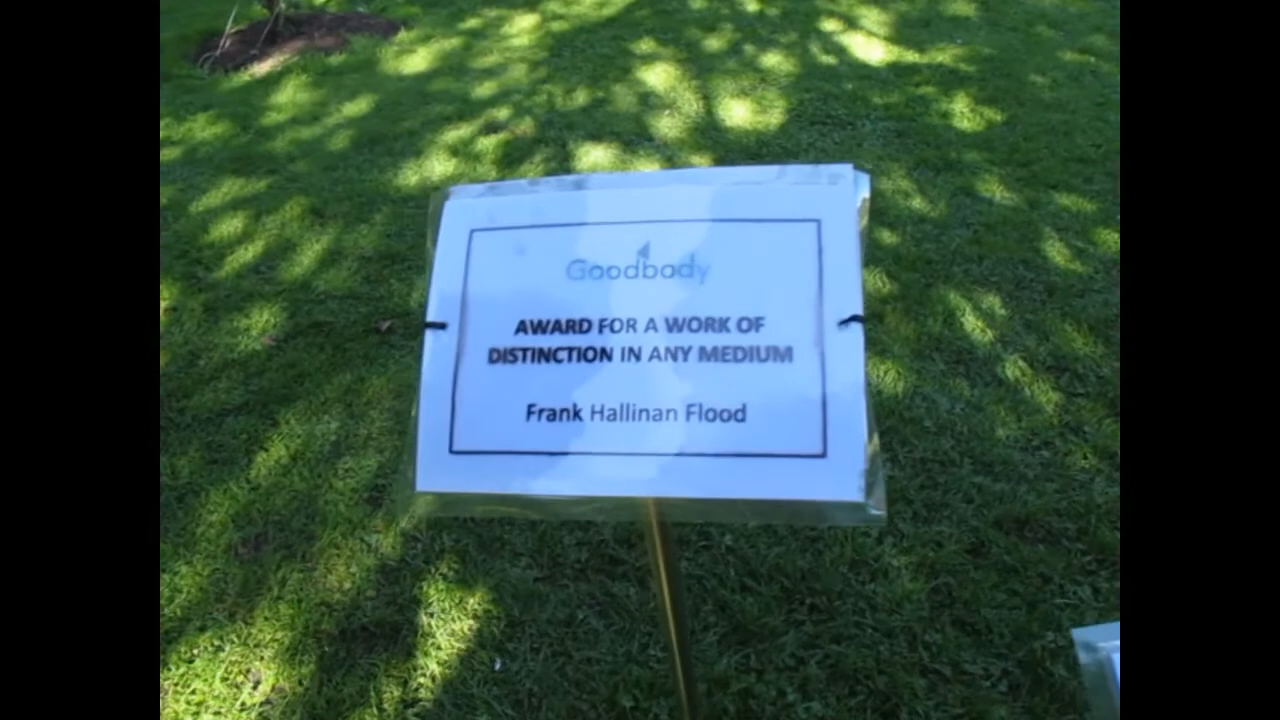 Goodbody
AWARD FOR A WORK OF
DISTINCTION IN ANY MEDIUM
Frank Hallinan Flood